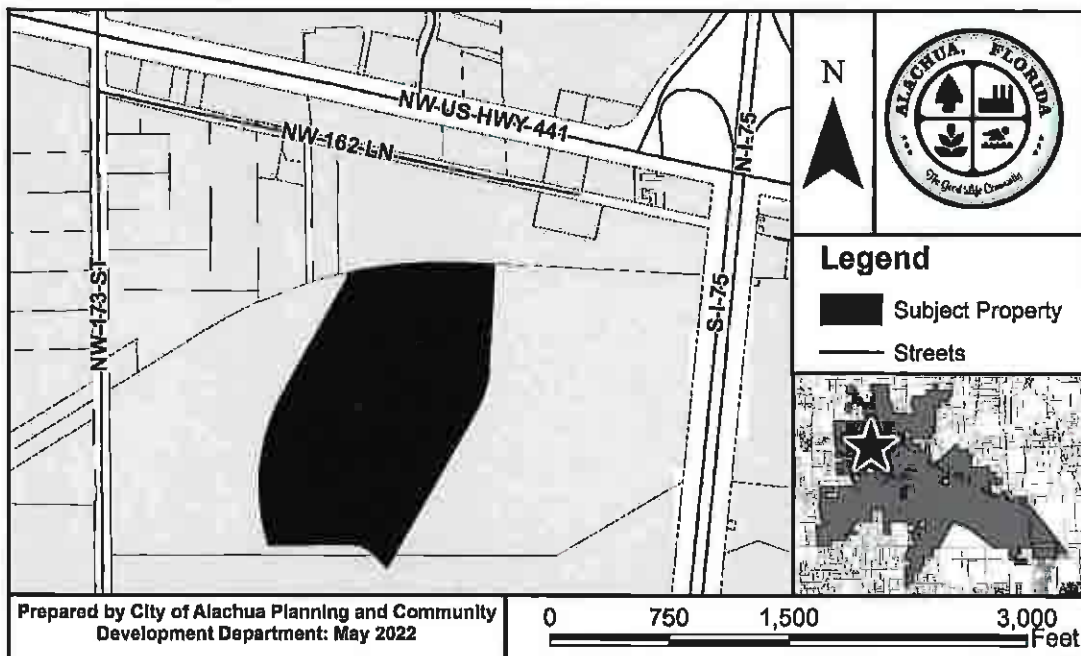 NW US HWY 441
NW 162 LN
NW 173 ST
N I-75
S I-75
N
ALACHUA, FLORIDA
The Good Life Community
Legend
Subject Property
Streets
Prepared by City of Alachua Planning and Community
Development Department: May 2022
0 750 1,500 3,000
Feet